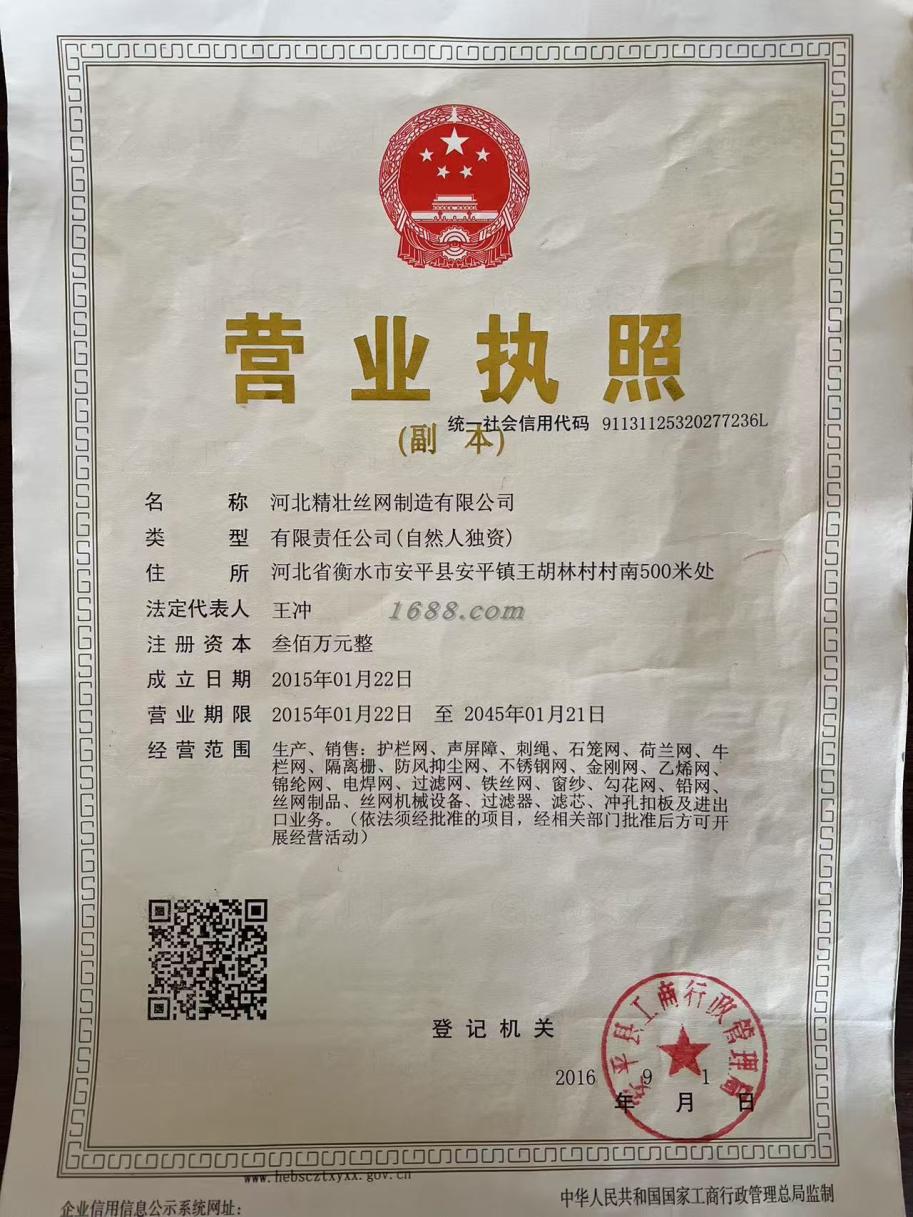 营业执照
(副 本)
统一社会信用代码 91131125320277236L
名 称 河北精壮丝网制造有限公司
类 型 有限责任公司(自然人独资)
住 所 河北省衡水市安平县安平镇王胡林村村南500米处
法定代表人 王冲
1688.com
注册资本 叁佰万元整
成立日期 2015年01月22日
营业期限 2015年01月22日 至 2045年01月21日
经营范围 生产、销售：护栏网、声屏障、刺绳、石笼网、荷兰网、牛
栏网、隔离栅、防风抑尘网、不锈钢网、金刚网、乙烯网、
锦纶网、电焊网、过滤网、铁丝网、窗纱、勾花网、铅网、
丝网制品、丝网机械设备、过滤器、滤芯、冲孔扣板及进出
口业务。（依法须经批准的项目，经相关部门批准后方可开
展经营活动）
登记机关
安平县工商行政管理局
2016 9 1
年 月 日
www.hebscztxyxx.gov.cn
企业信用信息公示系统网址：
中华人民共和国国家工商行政管理总局监制